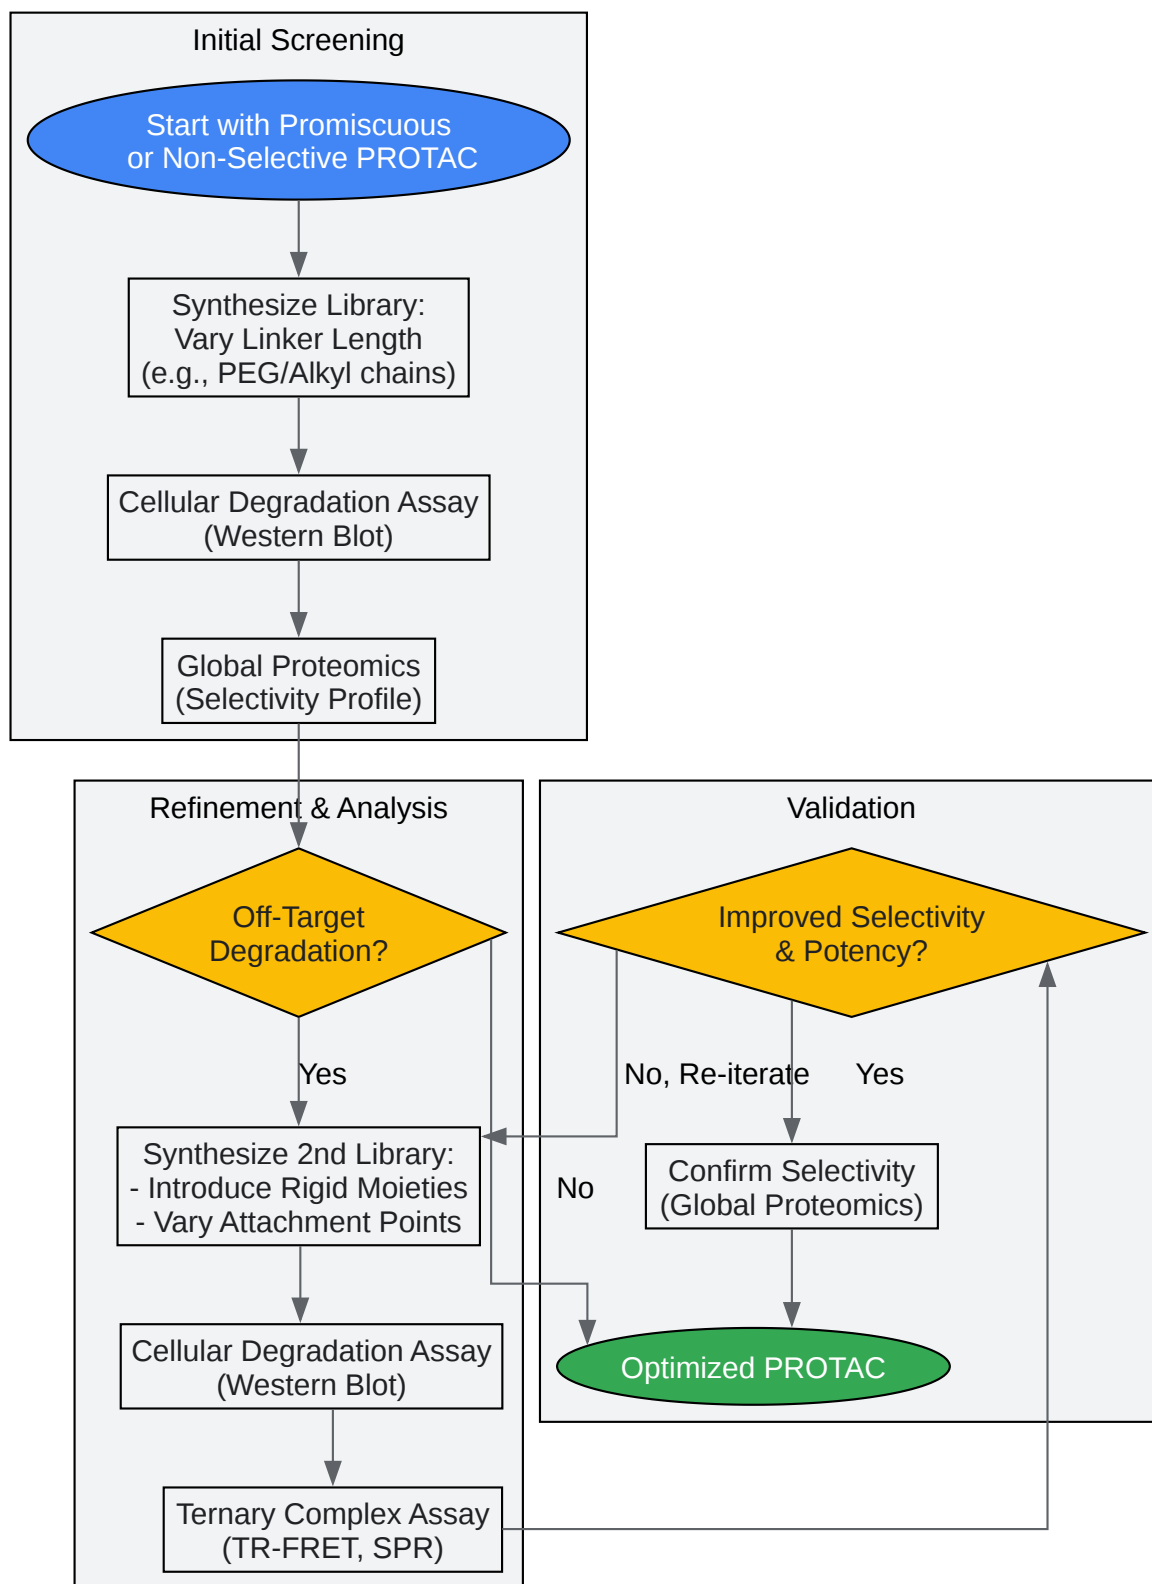 Initial Screening
Start with Promiscuous
or Non-Selective PROTAC
Synthesize Library:
Vary Linker Length
(e.g., PEG/Alkyl chains)
Cellular Degradation Assay
(Western Blot)
Global Proteomics
(Selectivity Profile)
Refinement & Analysis
Off-Target
Degradation?
Yes
Synthesize 2nd Library:
- Introduce Rigid Moieties
- Vary Attachment Points
Cellular Degradation Assay
(Western Blot)
Ternary Complex Assay
(TR-FRET, SPR)
Validation
Improved Selectivity
& Potency?
No, Re-iterate
Yes
No
Confirm Selectivity
(Global Proteomics)
Optimized PROTAC